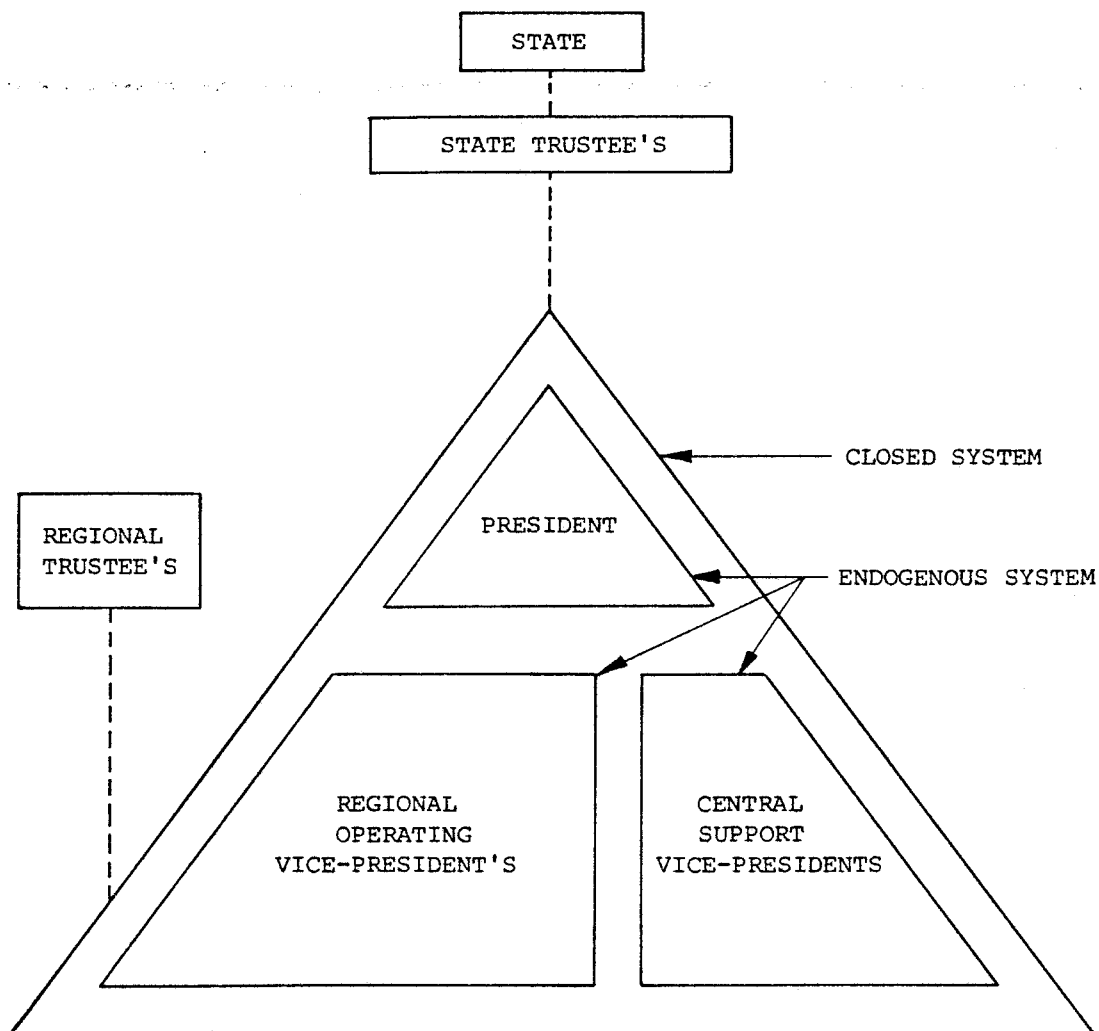 STATE
STATE TRUSTEE'S
CLOSED SYSTEM
PRESIDENT
REGIONAL
TRUSTEE'S
ENDOGENOUS SYSTEM
REGIONAL
OPERATING
VICE-PRESIDENT'S
CENTRAL
SUPPORT
VICE-PRESIDENTS